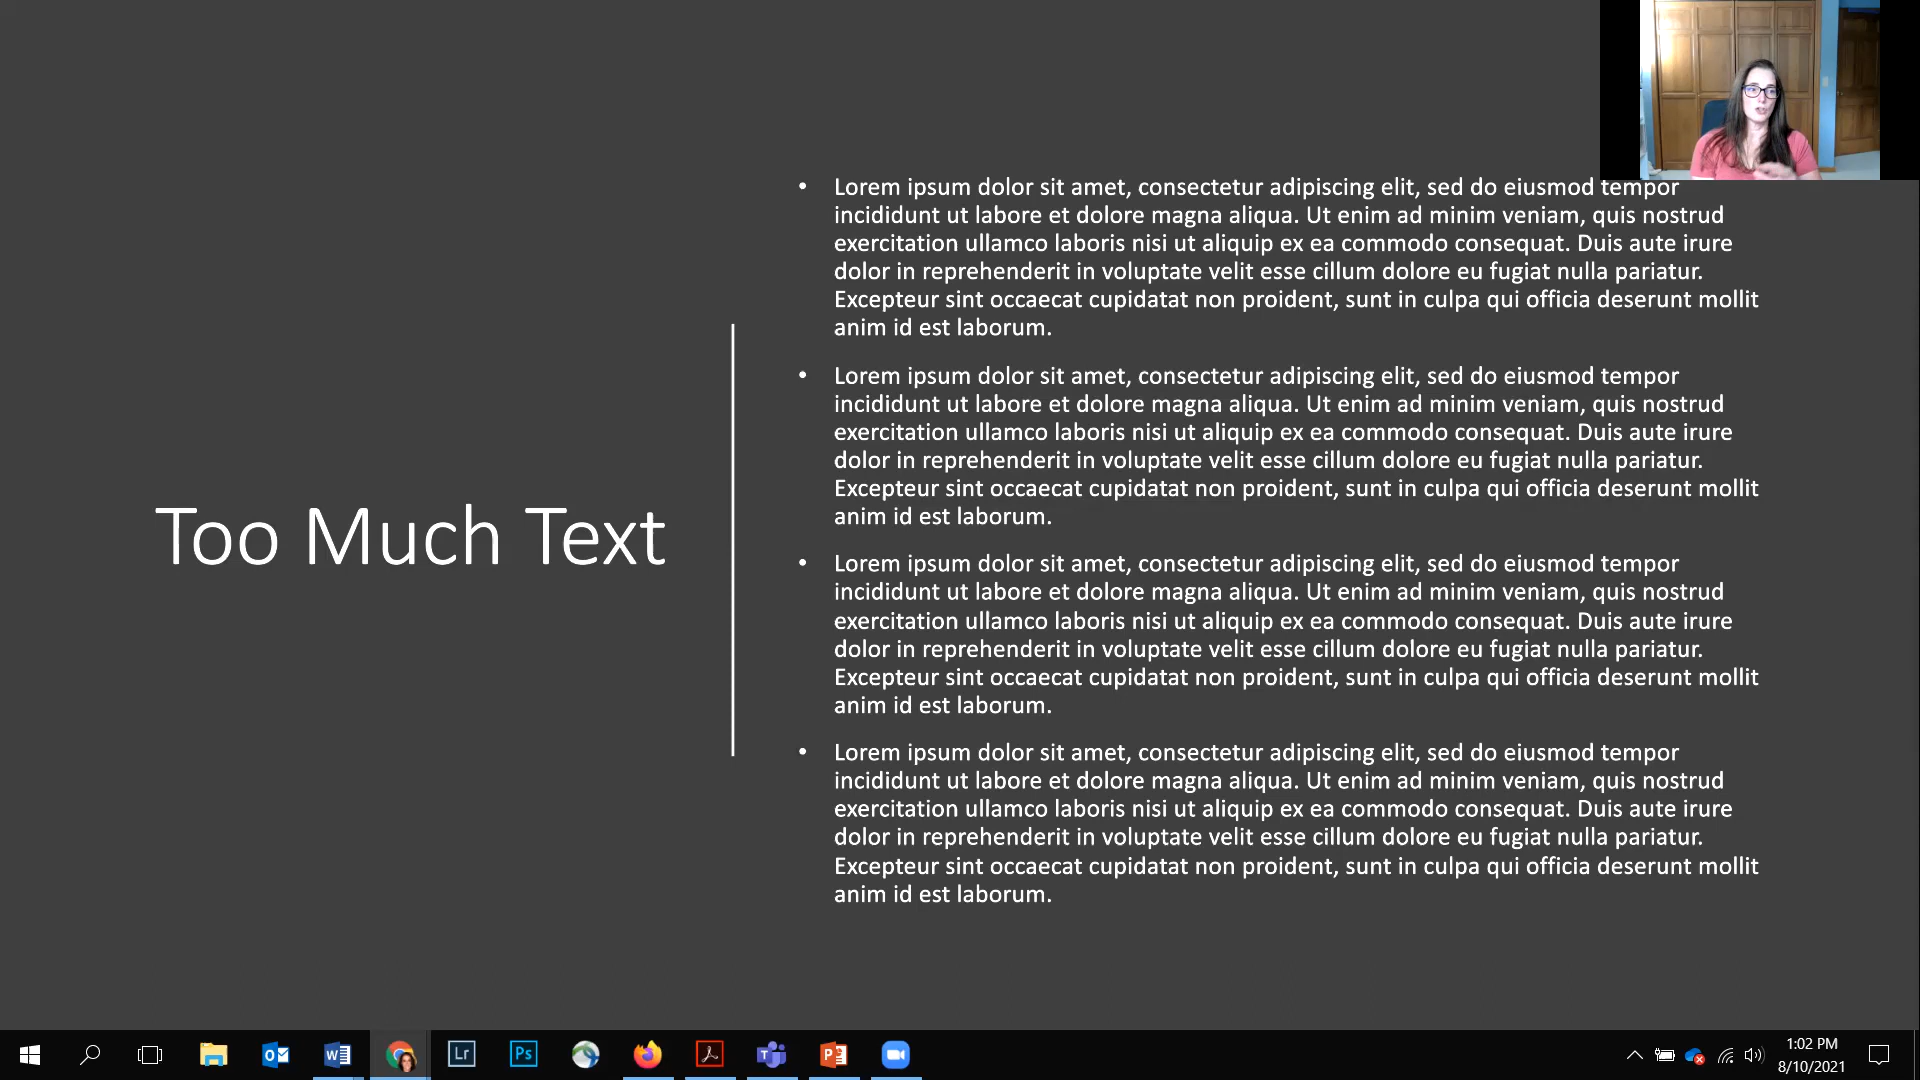 Too Much Text
• Lorem ipsum dolor sit amet, consectetur adipiscing elit, sed do eiusmod tempor
incididunt ut labore et dolore magna aliqua. Ut enim ad minim veniam, quis nostrud
exercitation ullamco laboris nisi ut aliquip ex ea commodo consequat. Duis aute irure
dolor in reprehenderit in voluptate velit esse cillum dolore eu fugiat nulla pariatur.
Excepteur sint occaecat cupidatat non proident, sunt in culpa qui officia deserunt mollit
anim id est laborum.
• Lorem ipsum dolor sit amet, consectetur adipiscing elit, sed do eiusmod tempor
incididunt ut labore et dolore magna aliqua. Ut enim ad minim veniam, quis nostrud
exercitation ullamco laboris nisi ut aliquip ex ea commodo consequat. Duis aute irure
dolor in reprehenderit in voluptate velit esse cillum dolore eu fugiat nulla pariatur.
Excepteur sint occaecat cupidatat non proident, sunt in culpa qui officia deserunt mollit
anim id est laborum.
• Lorem ipsum dolor sit amet, consectetur adipiscing elit, sed do eiusmod tempor
incididunt ut labore et dolore magna aliqua. Ut enim ad minim veniam, quis nostrud
exercitation ullamco laboris nisi ut aliquip ex ea commodo consequat. Duis aute irure
dolor in reprehenderit in voluptate velit esse cillum dolore eu fugiat nulla pariatur.
Excepteur sint occaecat cupidatat non proident, sunt in culpa qui officia deserunt mollit
anim id est laborum.
• Lorem ipsum dolor sit amet, consectetur adipiscing elit, sed do eiusmod tempor
incididunt ut labore et dolore magna aliqua. Ut enim ad minim veniam, quis nostrud
exercitation ullamco laboris nisi ut aliquip ex ea commodo consequat. Duis aute irure
dolor in reprehenderit in voluptate velit esse cillum dolore eu fugiat nulla pariatur.
Excepteur sint occaecat cupidatat non proident, sunt in culpa qui officia deserunt mollit
anim id est laborum.
Lr
Ps
1:02 PM
8/10/2021